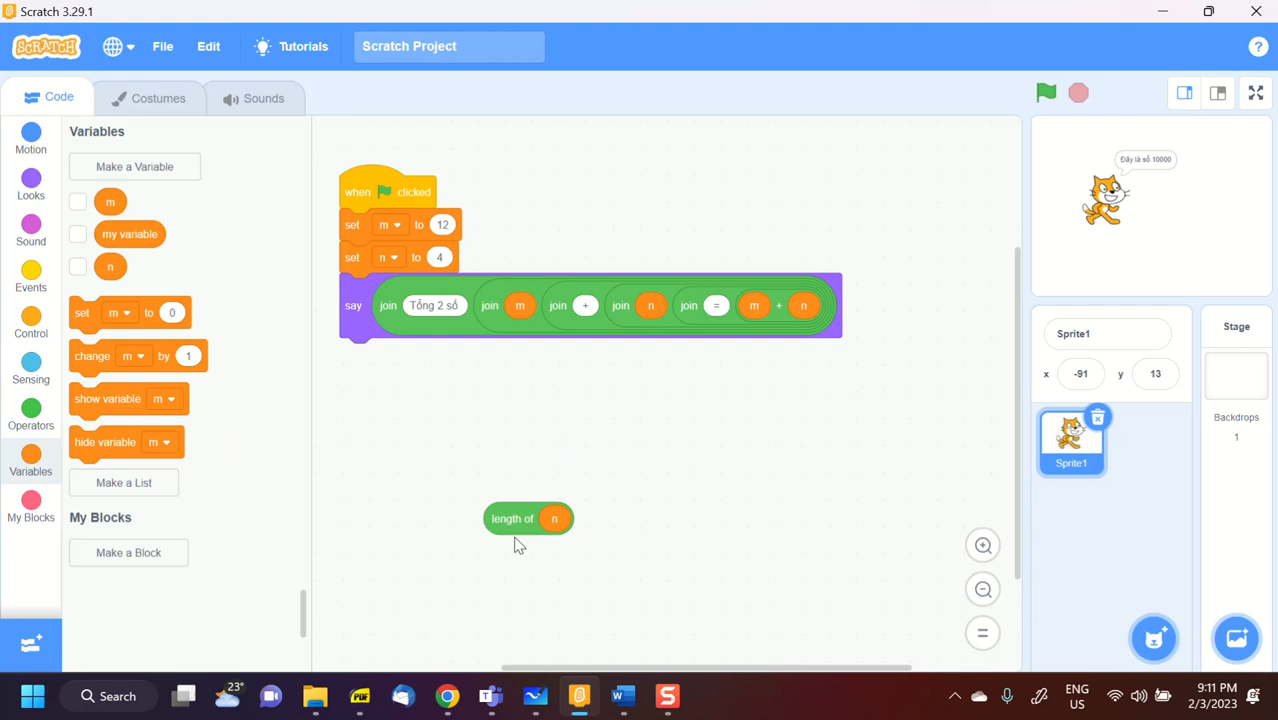 Scratch 3.29.1
SCRATCH File Edit Tutorials Scratch Project ?
Code Costumes Sounds
Motion
Looks
Sound
Events
Control
Sensing
Operators
Variables
My Blocks
Variables
Make a Variable
m
my variable
n
set m to 0
change m by 1
show variable m
hide variable m
Make a List
My Blocks
Make a Block
when clicked
set m to 12
set n to 4
say join Tổng 2 số join m join + join n join = m + n
length of n
Đây là số 10000
Sprite1
x -91 y 13
Sprite1
Stage
Backdrops
1
Search
23°
PDF
W
S
ENG
US
9:11 PM
2/3/2023